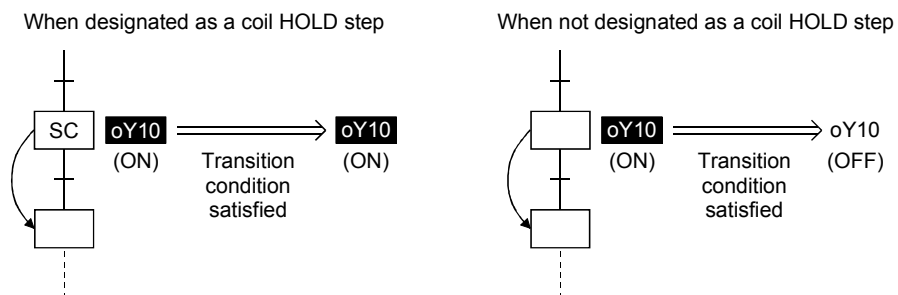 When designated as a coil HOLD step
SC
oY10
(ON)
Transition
condition
satisfied
oY10
(ON)
When not designated as a coil HOLD step
oY10
(ON)
Transition
condition
satisfied
oY10
(OFF)